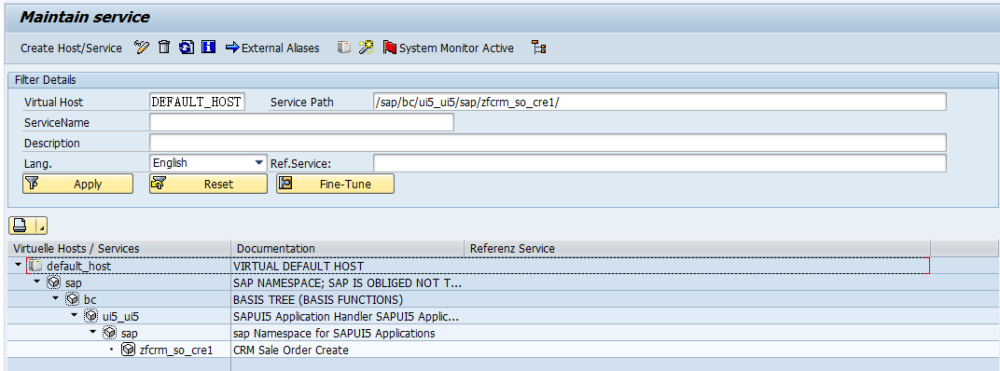 Maintain service
Create Host/Service External Aliases System Monitor Active
Filter Details
Virtual Host DEFAULT_HOST Service Path /sap/bc/ui5_ui5/sap/zfcrm_so_cre1/
ServiceName
Description
Lang. English Ref.Service:
Apply Reset Fine-Tune
Virtuelle Hosts / Services Documentation Referenz Service
default_host VIRTUAL DEFAULT HOST
sap SAP NAMESPACE; SAP IS OBLIGED NOT T...
bc BASIS TREE (BASIS FUNCTIONS)
ui5_ui5 SAPUI5 Application Handler SAPUI5 Applic...
sap sap Namespace for SAPUI5 Applications
zfcrm_so_cre1 CRM Sale Order Create